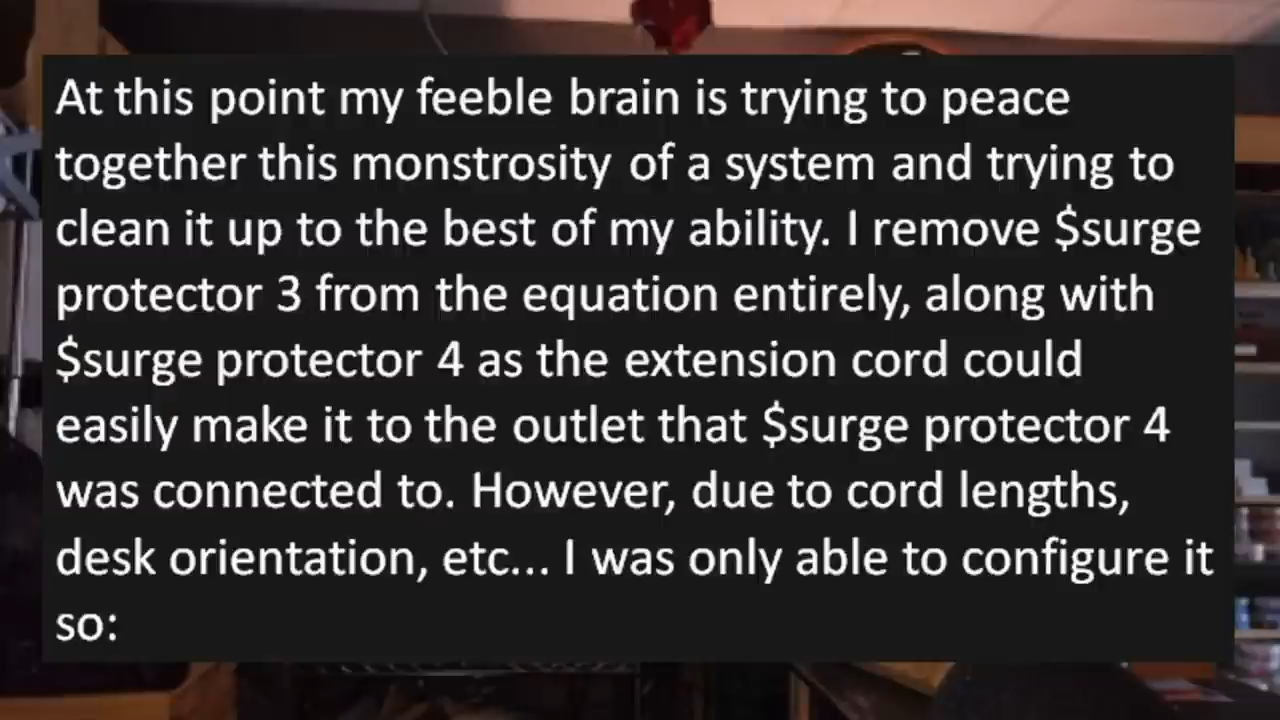 At this point my feeble brain is trying to peace
together this monstrosity of a system and trying to
clean it up to the best of my ability. I remove $surge
protector 3 from the equation entirely, along with
$surge protector 4 as the extension cord could
easily make it to the outlet that $surge protector 4
was connected to. However, due to cord lengths,
desk orientation, etc... I was only able to configure it
so: